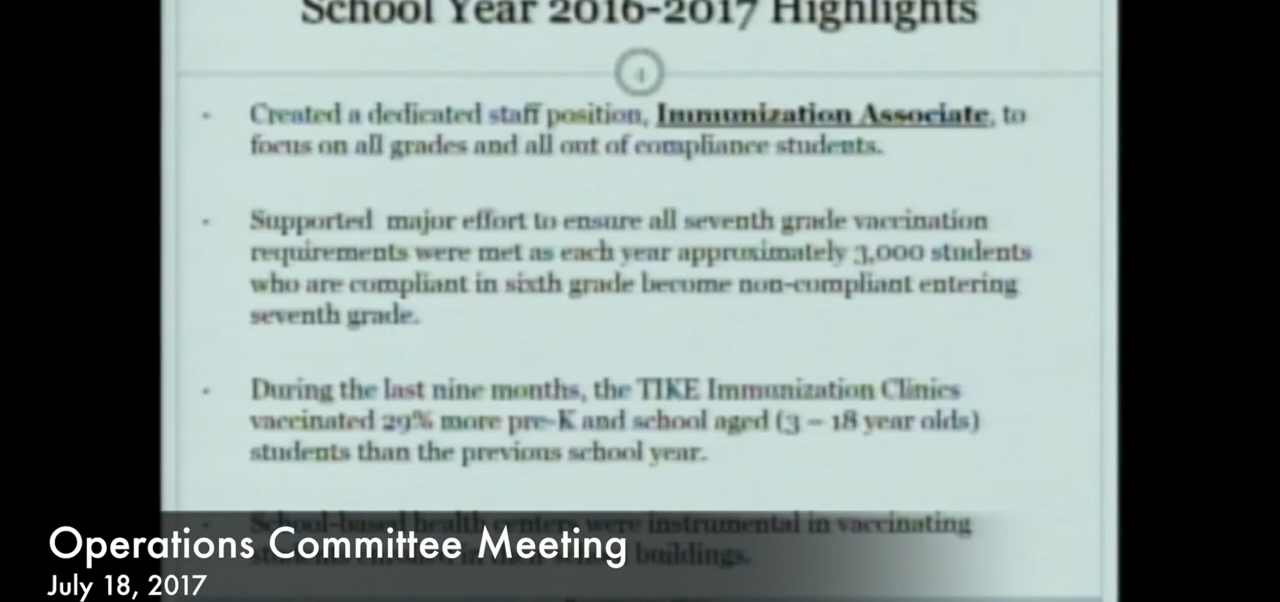 School Year 2016-2017 Highlights
4
- Created a dedicated staff position, Immunization Associate, to
focus on all grades and all out of compliance students.
- Supported major effort to ensure all seventh grade vaccination
requirements were met as each year approximately 3,000 students
who are compliant in sixth grade become non-compliant entering
seventh grade.
- During the last nine months, the TIKE Immunization Clinics
vaccinated 29% more pre-K and school aged (3 – 18 year olds)
students than the previous school year.
- School-based health centers were instrumental in vaccinating
students enrolled in their school buildings.
Operations Committee Meeting
July 18, 2017